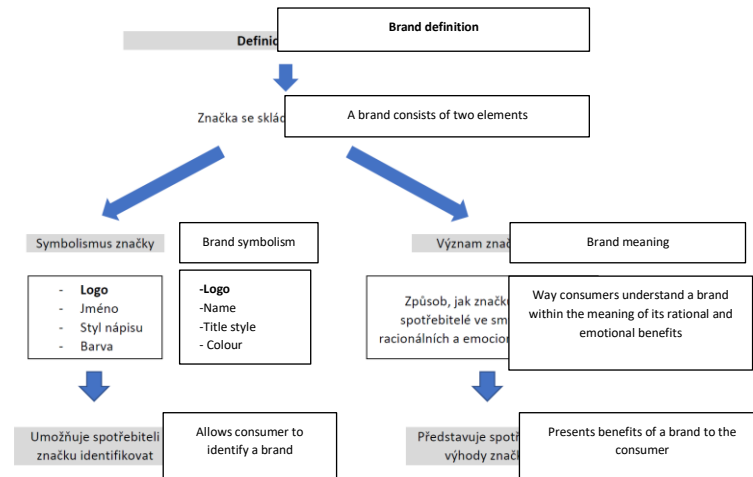 Definic
Brand definition
Značka se sklád
A brand consists of two elements
Symbolismus značky
Brand symbolism
Význam znač
Brand meaning
- Logo
- Jméno
- Styl nápisu
- Barva
-Logo
-Name
-Title style
- Colour
Způsob, jak značk
spotřebitelé ve sm
racionálních a emocion
Way consumers understand a brand
within the meaning of its rational and
emotional benefits
Umožňuje spotřebiteli
značku identifikovat
Allows consumer to
identify a brand
Představuje spotř
výhody znač
Presents benefits of a brand to the
consumer